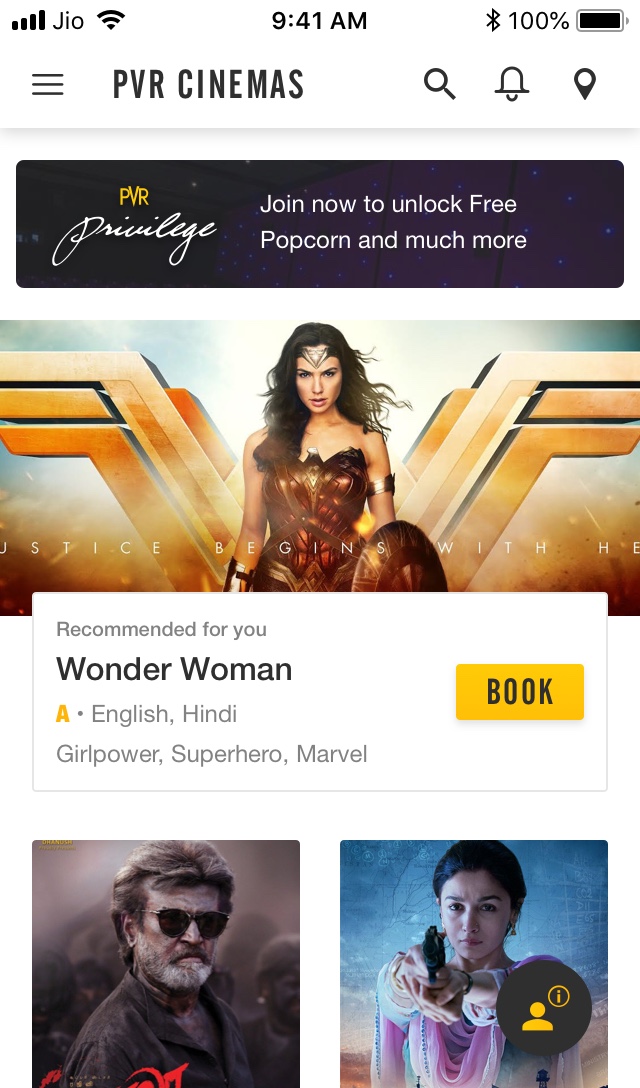 Jio 9:41 AM 100%
PVR CINEMAS
PVR
Privilege
Join now to unlock Free
Popcorn and much more
USTICE BEGINS WITH HE
Recommended for you
Wonder Woman
A • English, Hindi
Girlpower, Superhero, Marvel
BOOK
DHANUSH